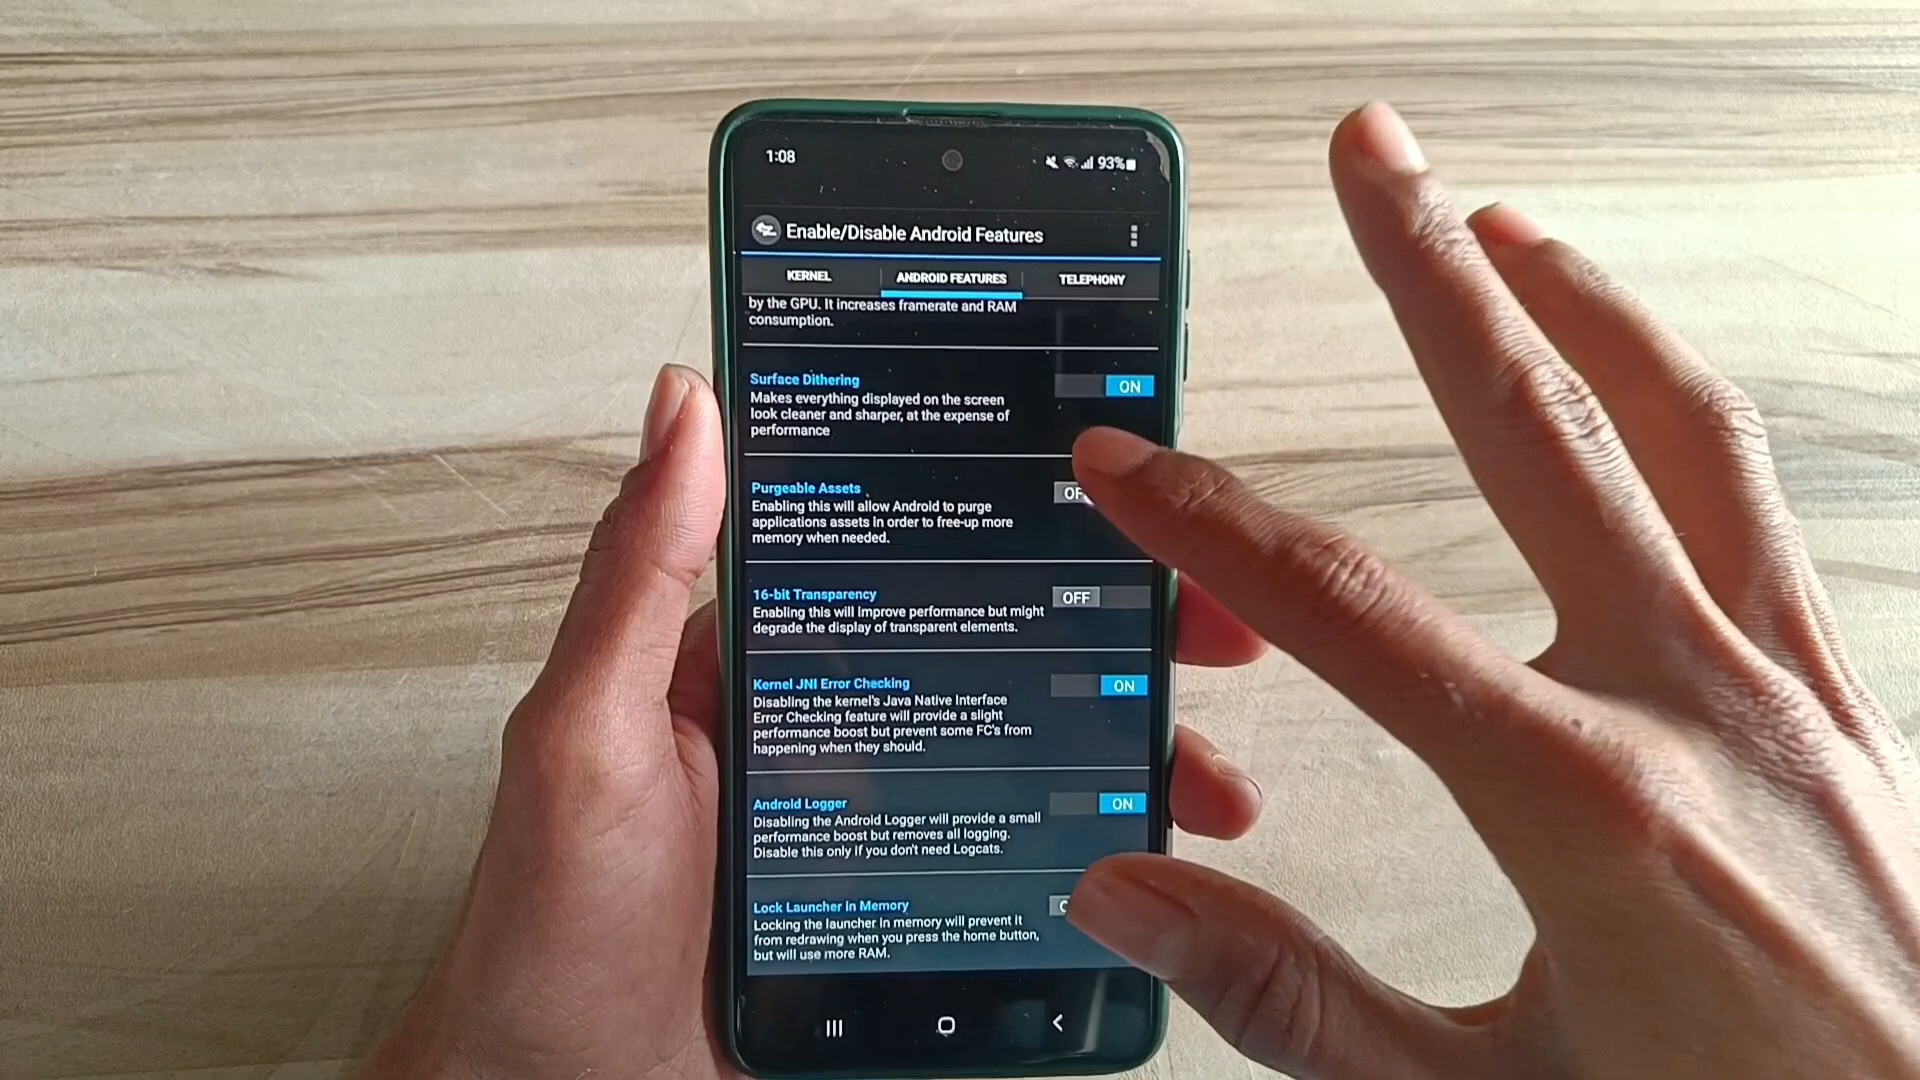 1:08
93%
Enable/Disable Android Features
KERNEL
ANDROID FEATURES
TELEPHONY
by the GPU. It increases framerate and RAM
consumption.
Surface Dithering
ON
Makes everything displayed on the screen
look cleaner and sharper, at the expense of
performance
Purgeable Assets
Enabling this will allow Android to purge
applications assets in order to free-up more
memory when needed.
16-bit Transparency
OFF
Enabling this will improve performance but might
degrade the display of transparent elements.
Kernel JNI Error Checking
ON
Disabling the kernel's Java Native Interface
Error Checking feature will provide a slight
performance boost but prevent some FC's from
happening when they should.
Android Logger
ON
Disabling the Android Logger will provide a small
performance boost but removes all logging.
Disable this only if you don't need Logcats.
Lock Launcher in Memory
Locking the launcher in memory will prevent it
from redrawing when you press the home button,
but will use more RAM.